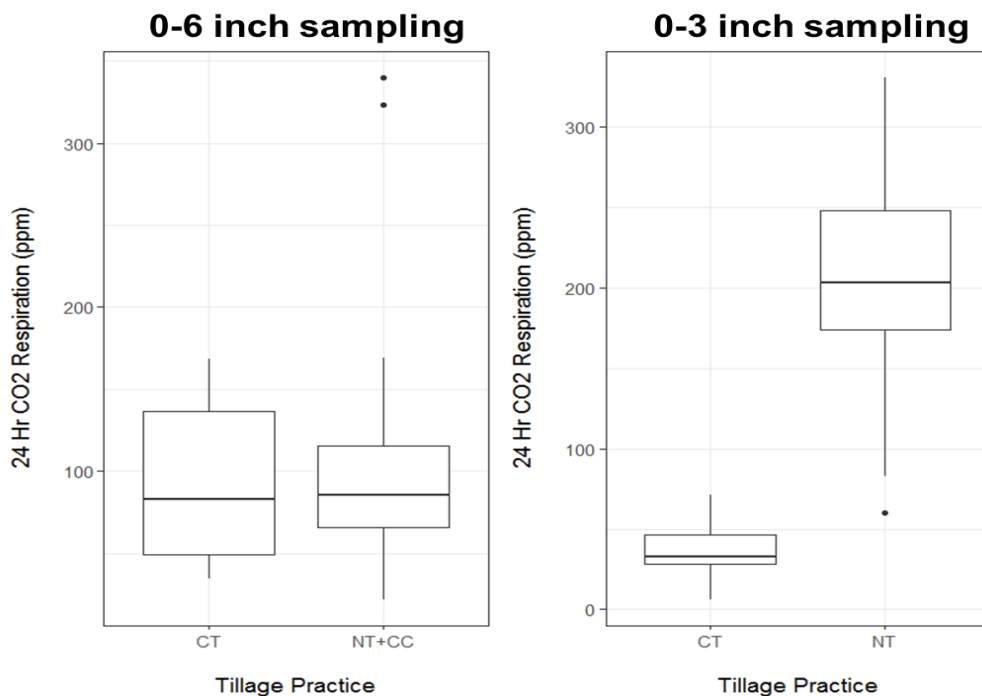 0-6 inch sampling
24 Hr CO2 Respiration (ppm)
300
200
100
CT
NT+CC
Tillage Practice
0-3 inch sampling
24 Hr CO2 Respiration (ppm)
300
200
100
0
CT
NT
Tillage Practice